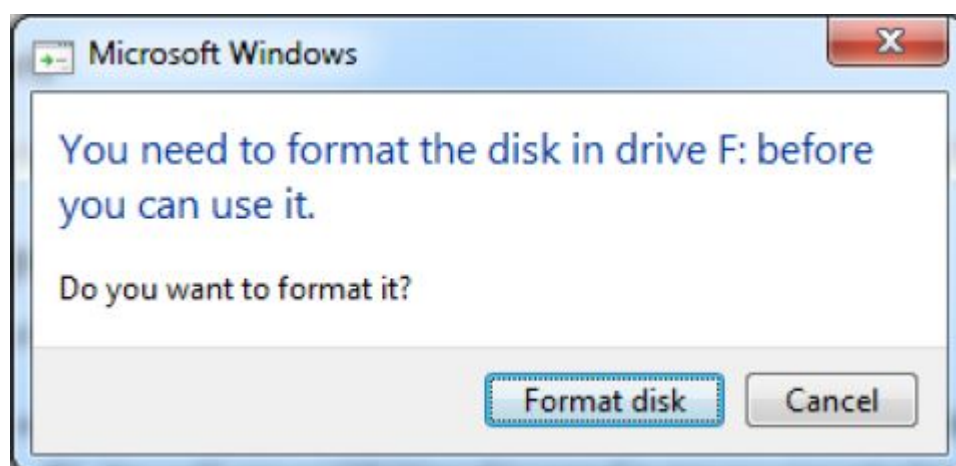 Microsoft Windows
You need to format the disk in drive F: before
you can use it.
Do you want to format it?
Format disk
Cancel